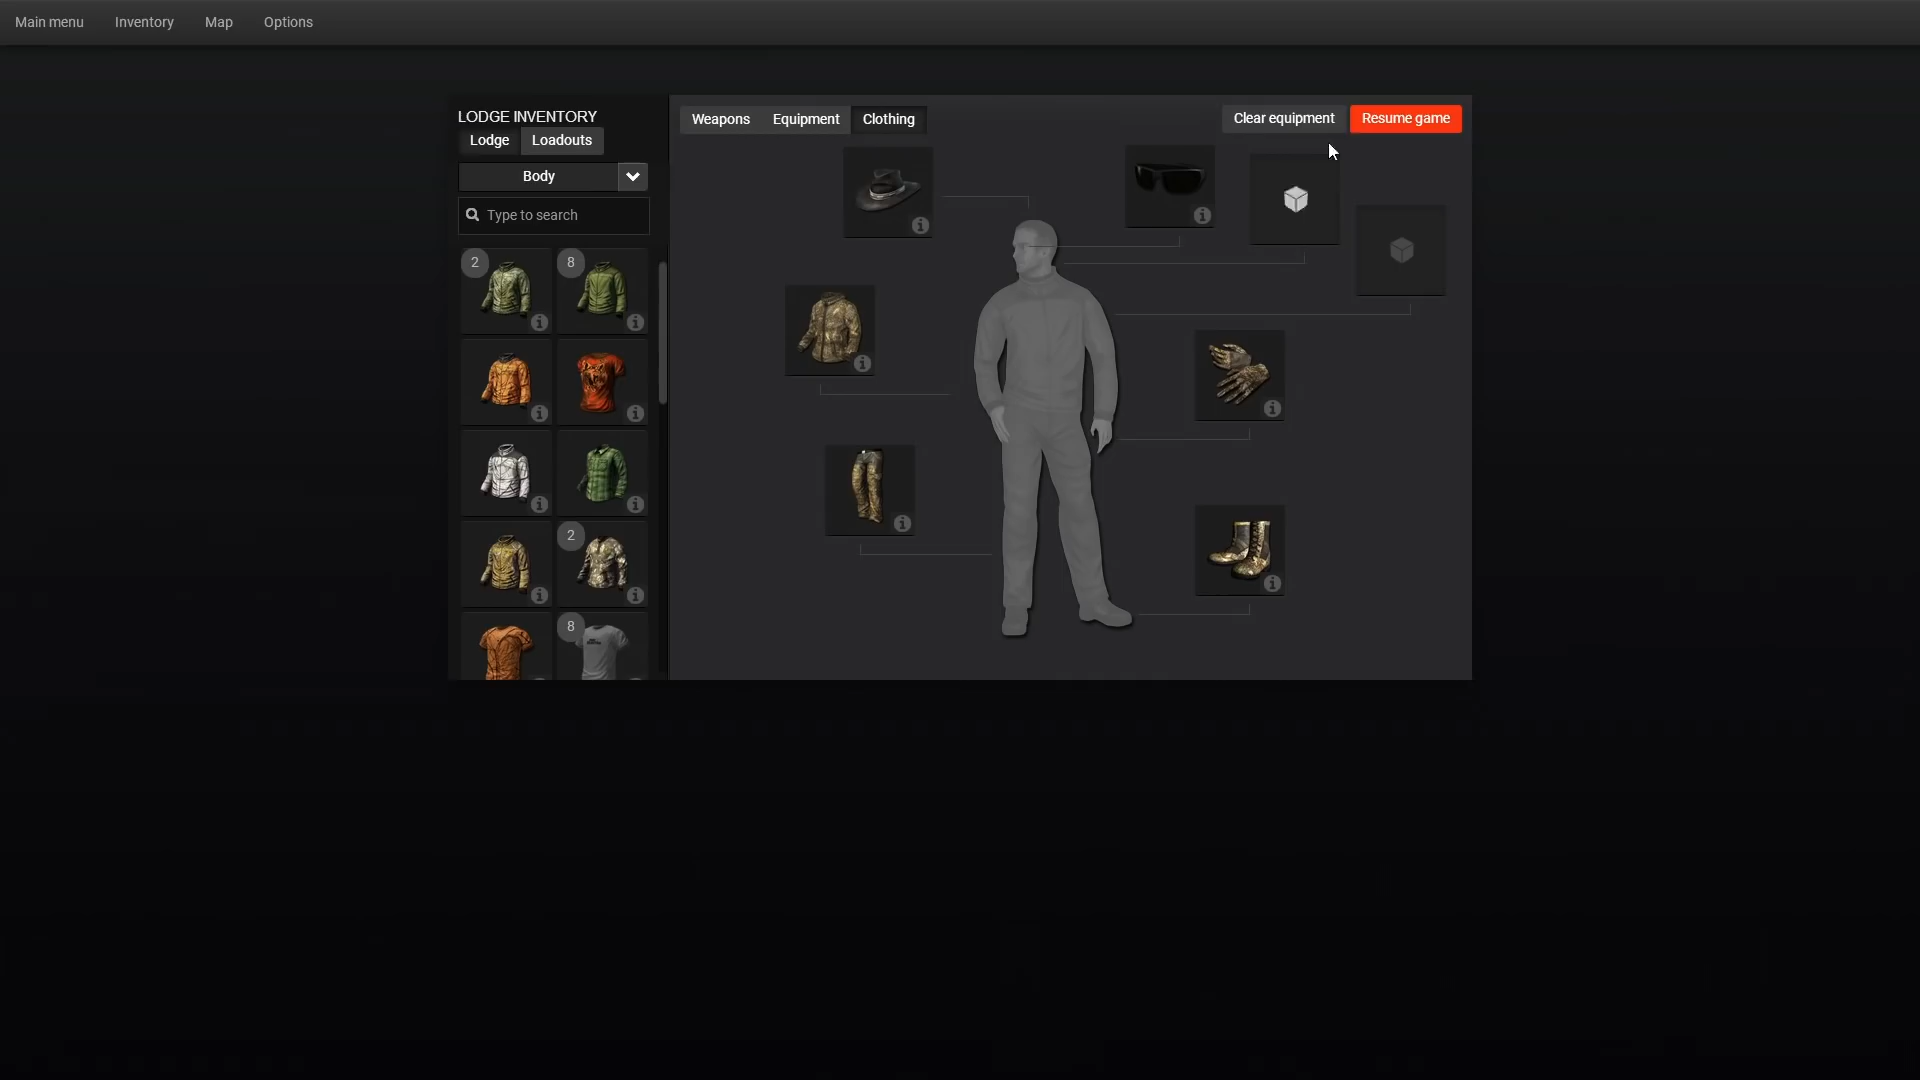 Main menu Inventory Map Options
LODGE INVENTORY
Lodge Loadouts
Weapons Equipment Clothing
Clear equipment Resume game
Body
Type to search
2 8
2
8